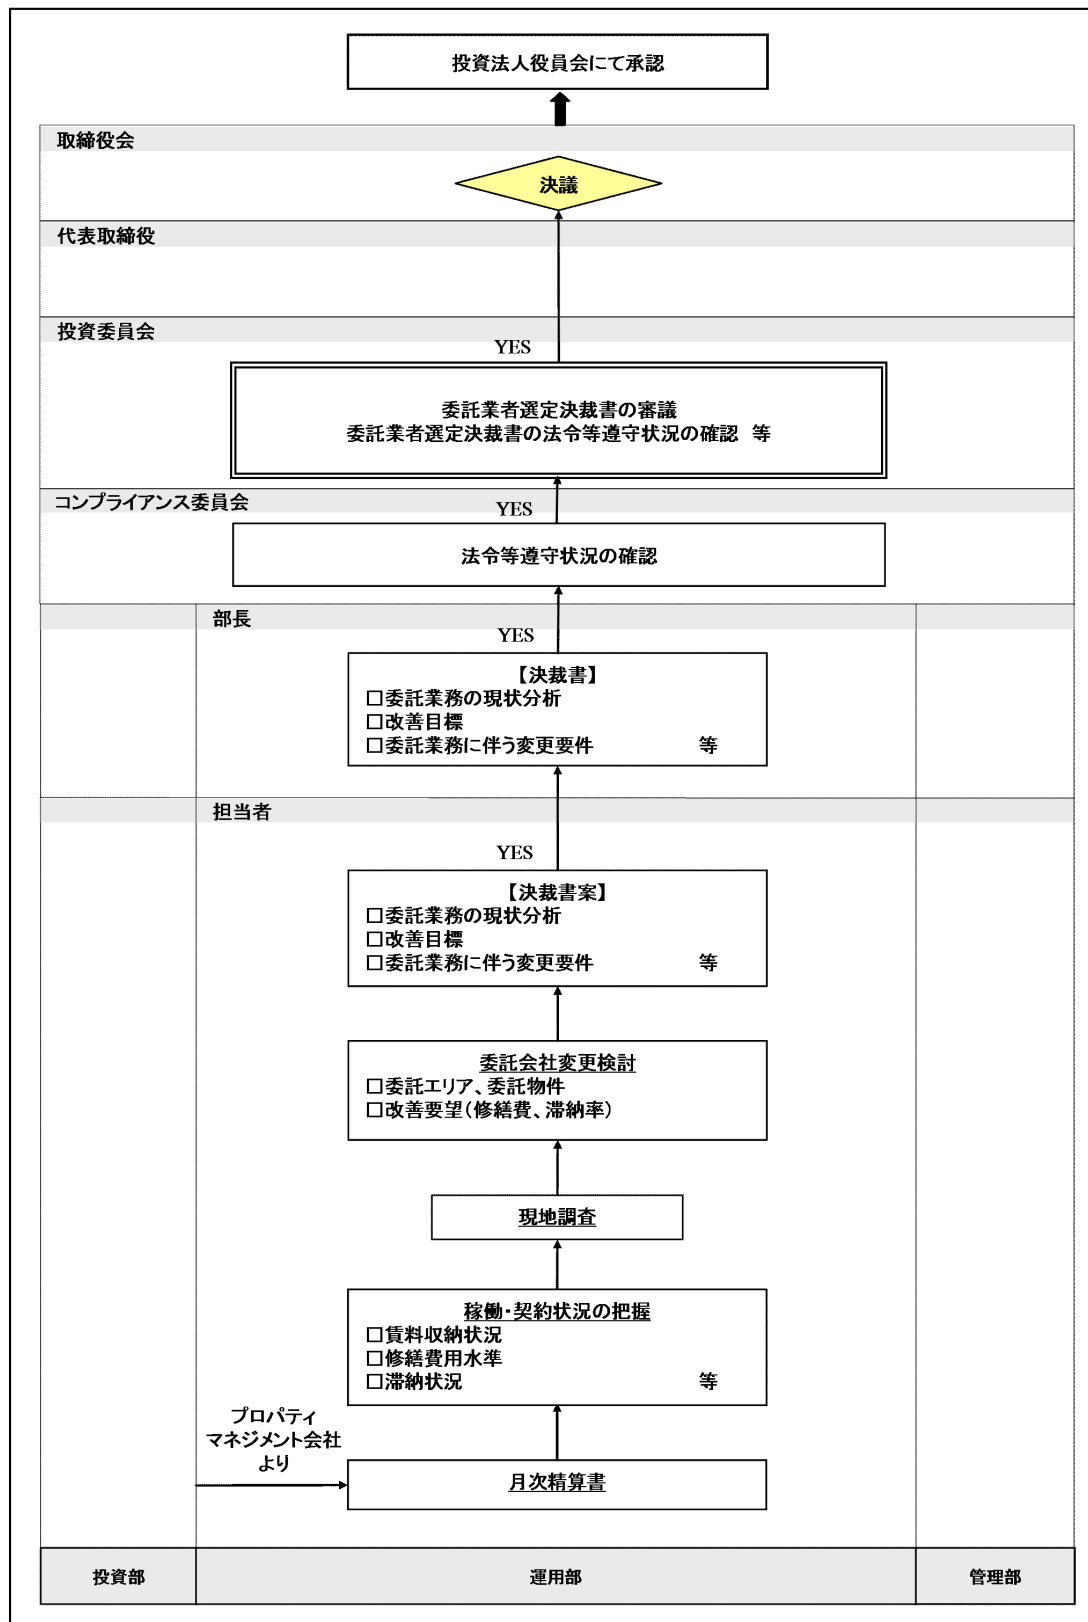 投資法人役員会にて承認
取締役会
決議
代表取締役
投資委員会
YES
委託業者選定決裁書の審議
委託業者選定決裁書の法令等遵守状況の確認 等
コンプライアンス委員会
YES
法令等遵守状況の確認
部長
YES
【決裁書】
□委託業務の現状分析
□改善目標
□委託業務に伴う変更要件 等
担当者
YES
【決裁書案】
□委託業務の現状分析
□改善目標
□委託業務に伴う変更要件 等
委託会社変更検討
□委託エリア、委託物件
□改善要望（修繕費、滞納率）
現地調査
稼働・契約状況の把握
□賃料収納状況
□修繕費用水準
□滞納状況 等
プロパティ
マネジメント会社
より
月次精算書
投資部 運用部 管理部